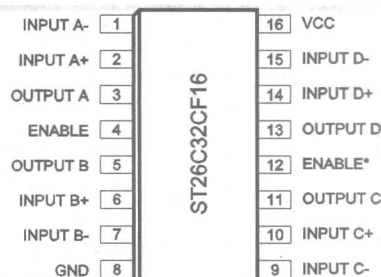 INPUT A- 1 16 VCC
INPUT A+ 2 15 INPUT D-
OUTPUT A 3 14 INPUT D+
ENABLE 4 13 OUTPUT D
OUTPUT B 5 12 ENABLE*
INPUT B+ 6 11 OUTPUT C
INPUT B- 7 10 INPUT C+
GND 8 9 INPUT C-
ST26C32CF16